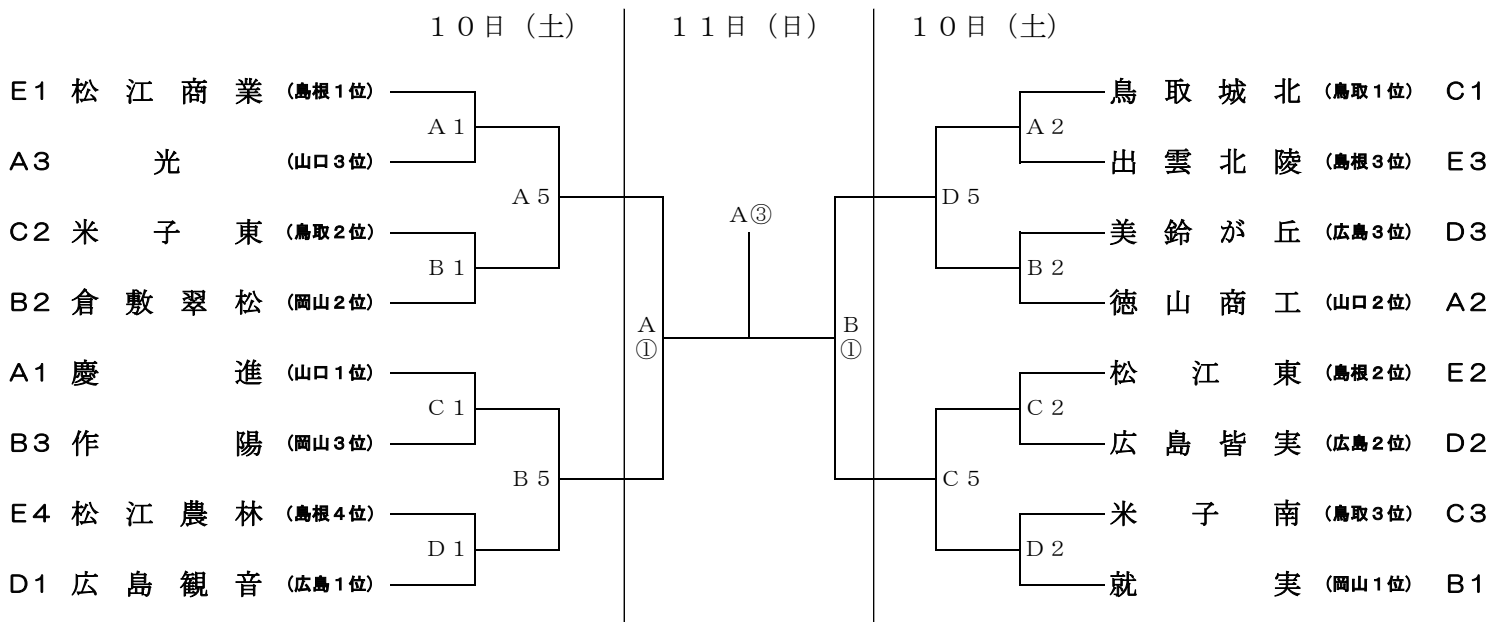 １０日（土） １１日（日） １０日（土）
E1 松江商業 (島根１位) 鳥取城北 (鳥取１位) C1
A１ A２
A3 光 (山口３位) 出雲北陵 (島根３位) E3
A５ D５
A③
C2 米子東 (鳥取２位) 美鈴が丘 (広島３位) D3
B１ B２
B2 倉敷翠松 (岡山２位) 徳山商工 (山口２位) A2
A① B①
A1 慶進 (山口１位) 松江東 (島根２位) E2
C１ C２
B3 作陽 (岡山３位) 広島皆実 (広島２位) D2
B５ C５
E4 松江農林 (島根４位) 米子南 (鳥取３位) C3
D１ D２
D1 広島観音 (広島１位) 就実 (岡山１位) B1